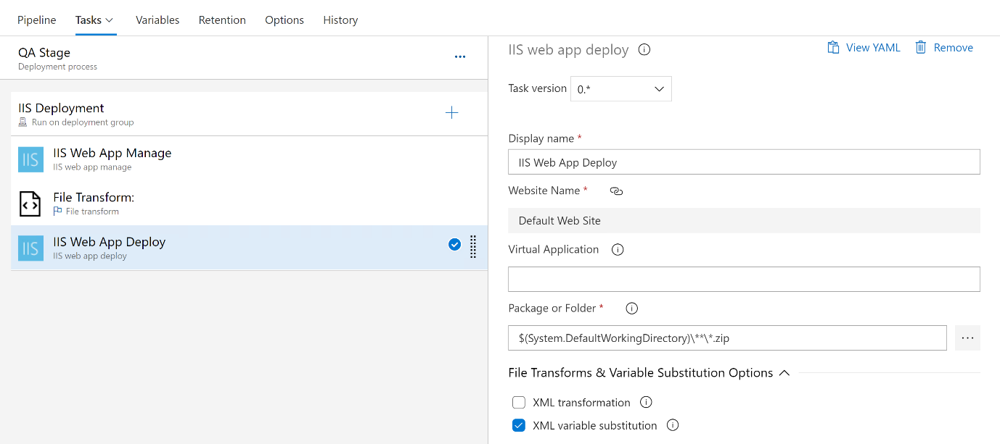 Pipeline Tasks Variables Retention Options History
QA Stage
Deployment process
IIS Deployment
Run on deployment group
IIS
IIS Web App Manage
IIS web app manage
File Transform:
File transform
IIS
IIS Web App Deploy
IIS web app deploy
IIS web app deploy
View YAML Remove
Task version 0.*
Display name *
IIS Web App Deploy
Website Name *
Default Web Site
Virtual Application
Package or Folder *
$(System.DefaultWorkingDirectory)\**\*.zip
File Transforms & Variable Substitution Options
XML transformation
XML variable substitution